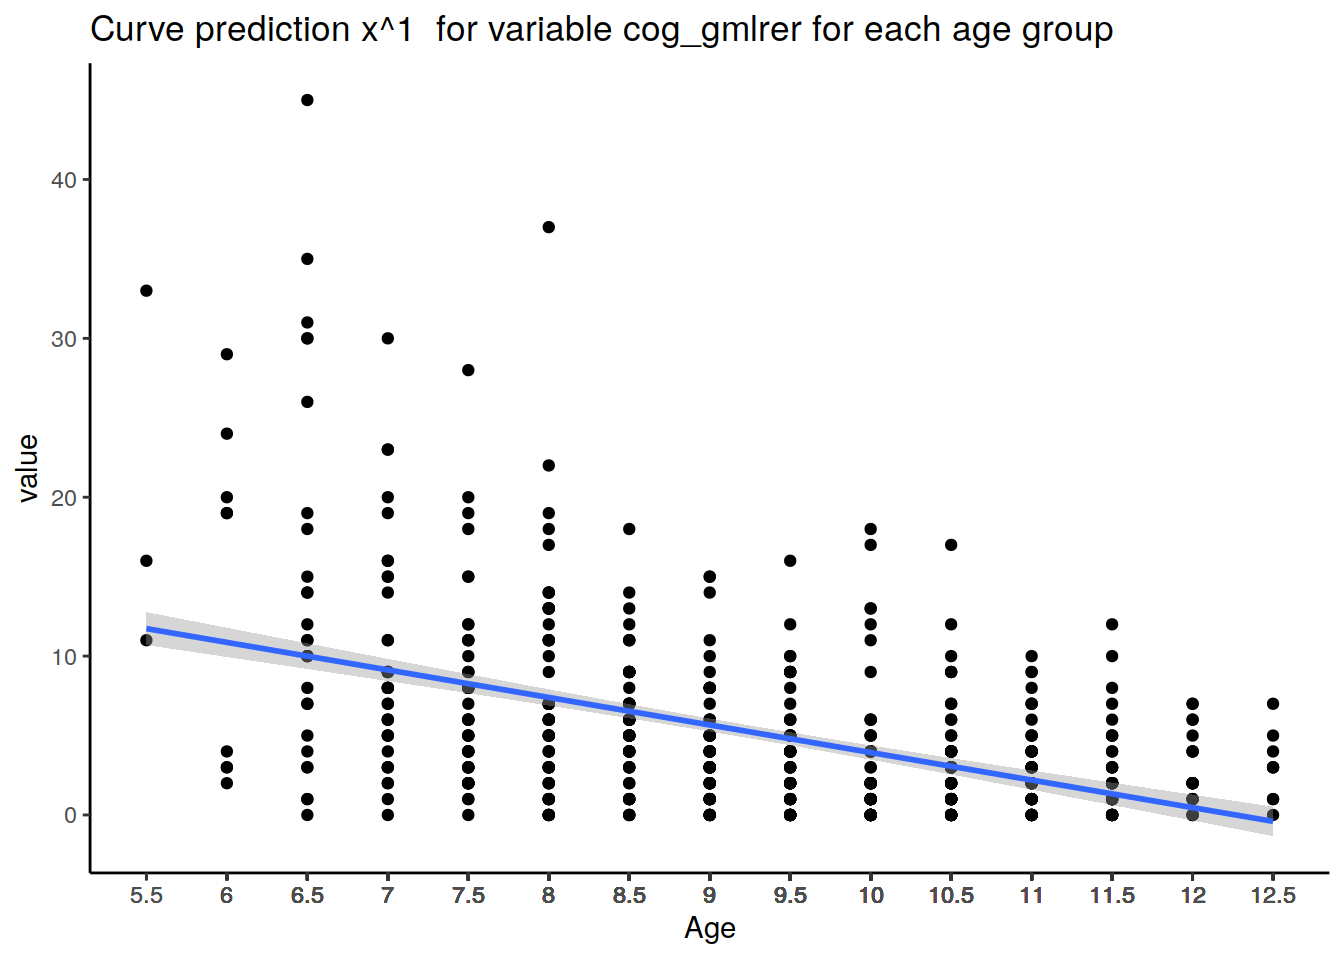 Curve prediction x^1  for variable cog_gmlrer for each age group
value
40
30
20
10
0
5.5 6 6.5 7 7.5 8 8.5 9 9.5 10 10.5 11 11.5 12 12.5
Age